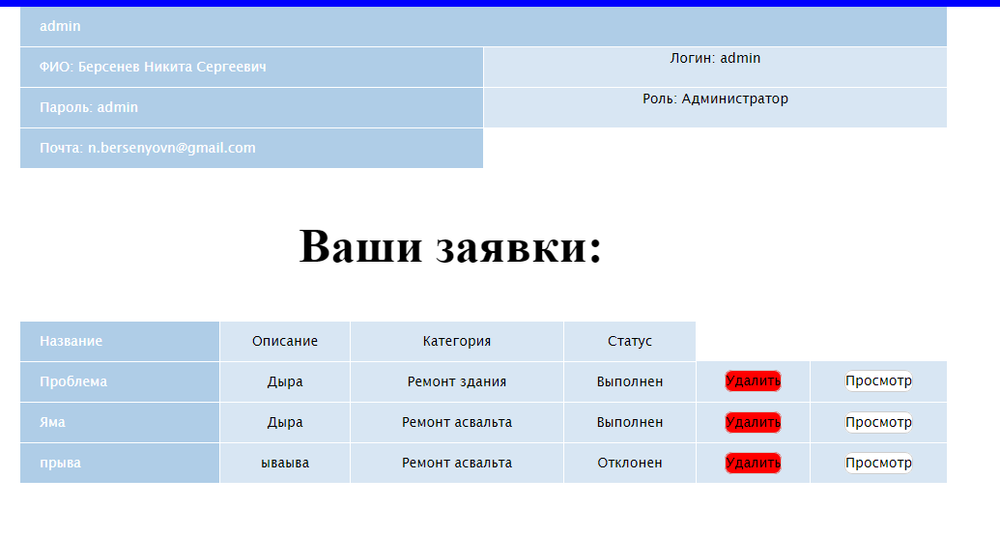 admin
ФИО: Берсенев Никита Сергеевич Логин: admin
Пароль: admin Роль: Администратор
Почта: n.bersenyovn@gmail.com
Ваши заявки:
Название Описание Категория Статус
Проблема Дыра Ремонт здания Выполнен Удалить Просмотр
Яма Дыра Ремонт асвальта Выполнен Удалить Просмотр
прыва ываыва Ремонт асвальта Отклонен Удалить Просмотр